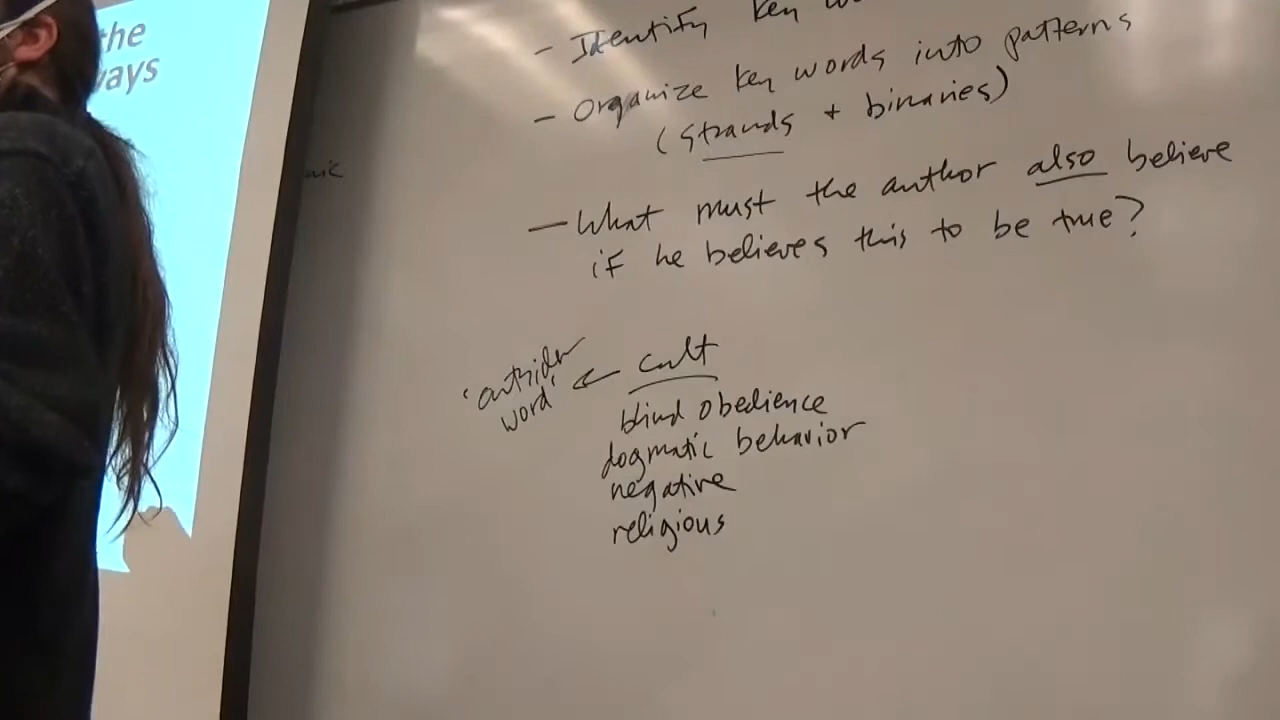 the
ways
- Identify key
- Organize key words into patterns
(strands + binaries)
- What must the author also believe
if he believes this to be true?
'outsider
word' ← cult
blind obedience
dogmatic behavior
negative
religious